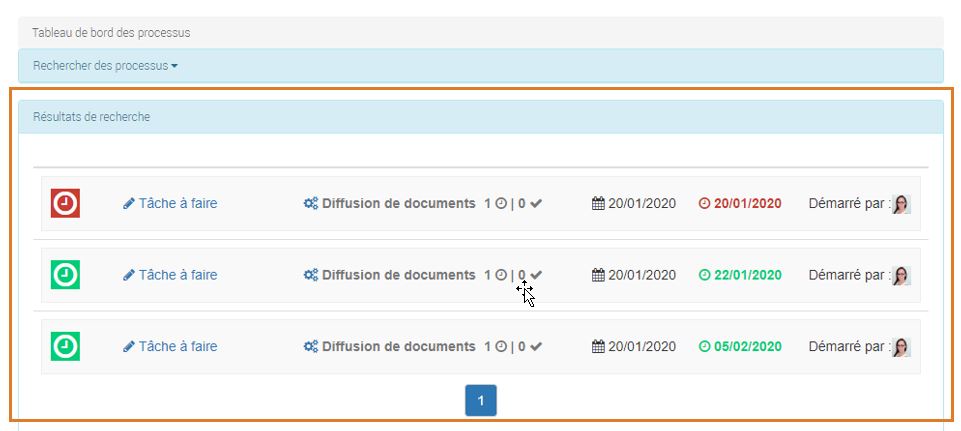 Tableau de bord des processus
Rechercher des processus
Résultats de recherche
Tâche à faire Diffusion de documents 1 | 0 20/01/2020 20/01/2020 Démarré par :
Tâche à faire Diffusion de documents 1 | 0 20/01/2020 22/01/2020 Démarré par :
Tâche à faire Diffusion de documents 1 | 0 20/01/2020 05/02/2020 Démarré par :
1